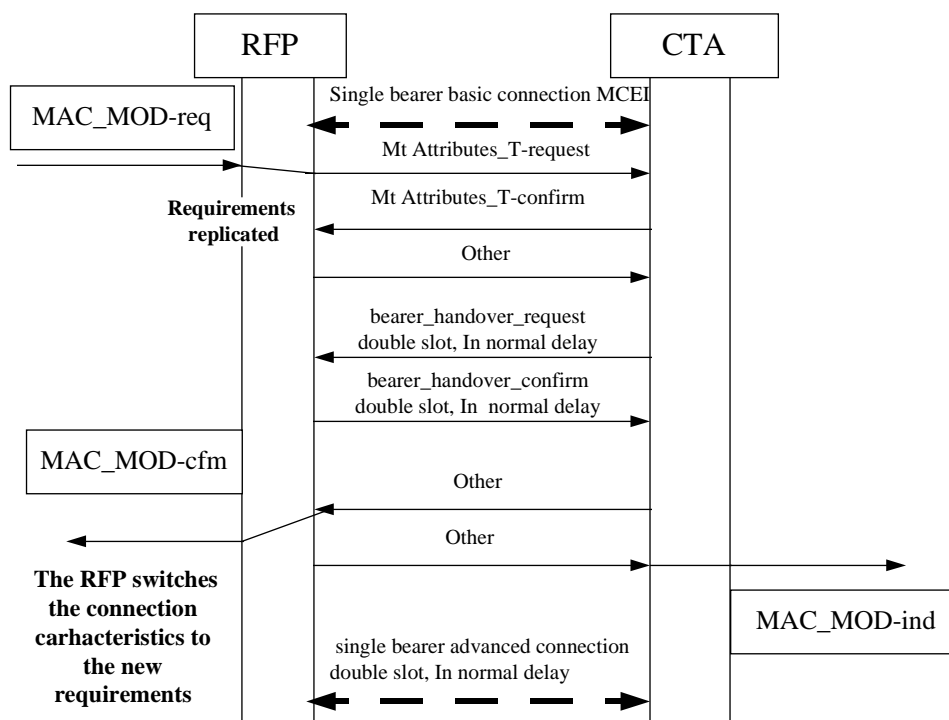 RFP
CTA
Single bearer basic connection MCEI
MAC_MOD-req
Mt Attributes_T-request
Requirements
replicated
Mt Attributes_T-confirm
Other
bearer_handover_request
double slot, In normal delay
bearer_handover_confirm
double slot, In normal delay
MAC_MOD-cfm
Other
Other
The RFP switches
the connection
carhacteristics to
the new
requirements
MAC_MOD-ind
single bearer advanced connection
double slot, In normal delay